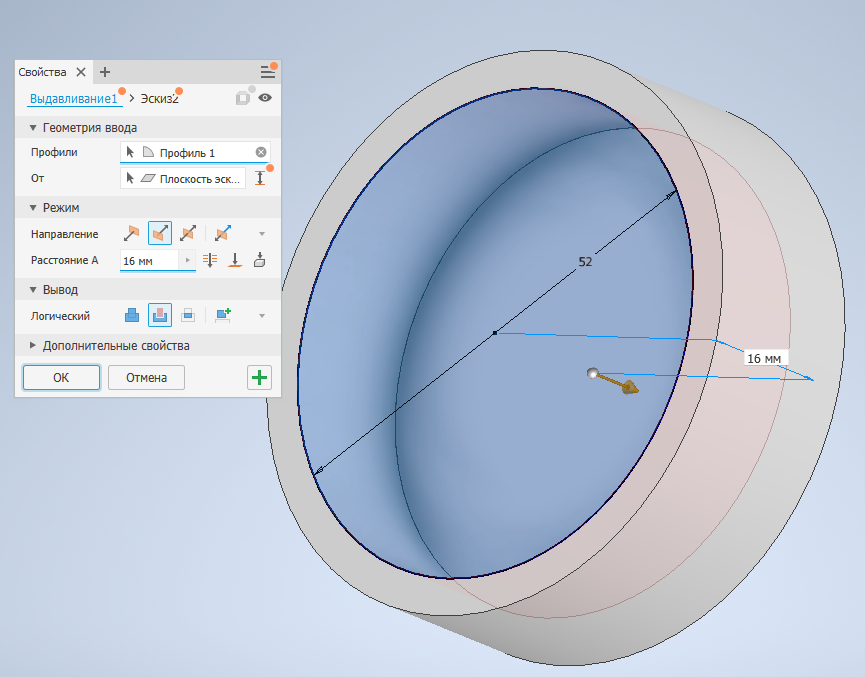 Свойства
Выдавливание1 > Эскиз2
Геометрия ввода
Профили Профиль 1
От Плоскость эск...
Режим
Направление
Расстояние A 16 мм
Вывод
Логический
Дополнительные свойства
ОК Отмена
52
16 мм